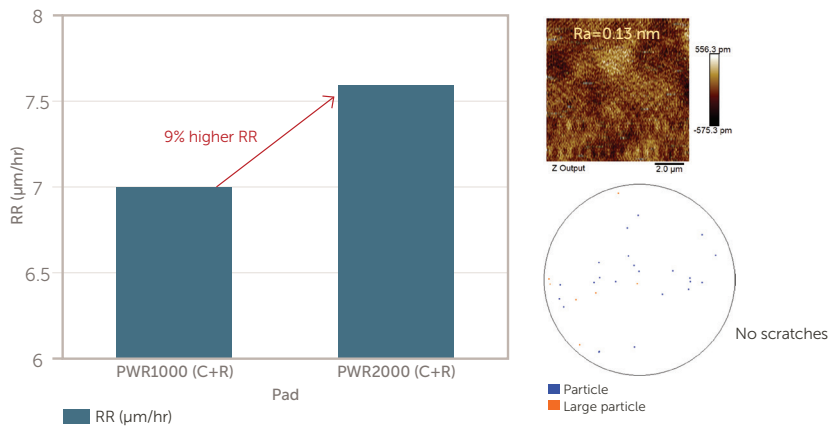 8
7.5
7
6.5
6
RR (µm/hr)
9% higher RR
PWR1000 (C+R)
PWR2000 (C+R)
Pad
RR (µm/hr)
Ra=0.13 nm
556.3 pm
-575.3 pm
Z Output
2.0 µm
No scratches
Particle
Large particle